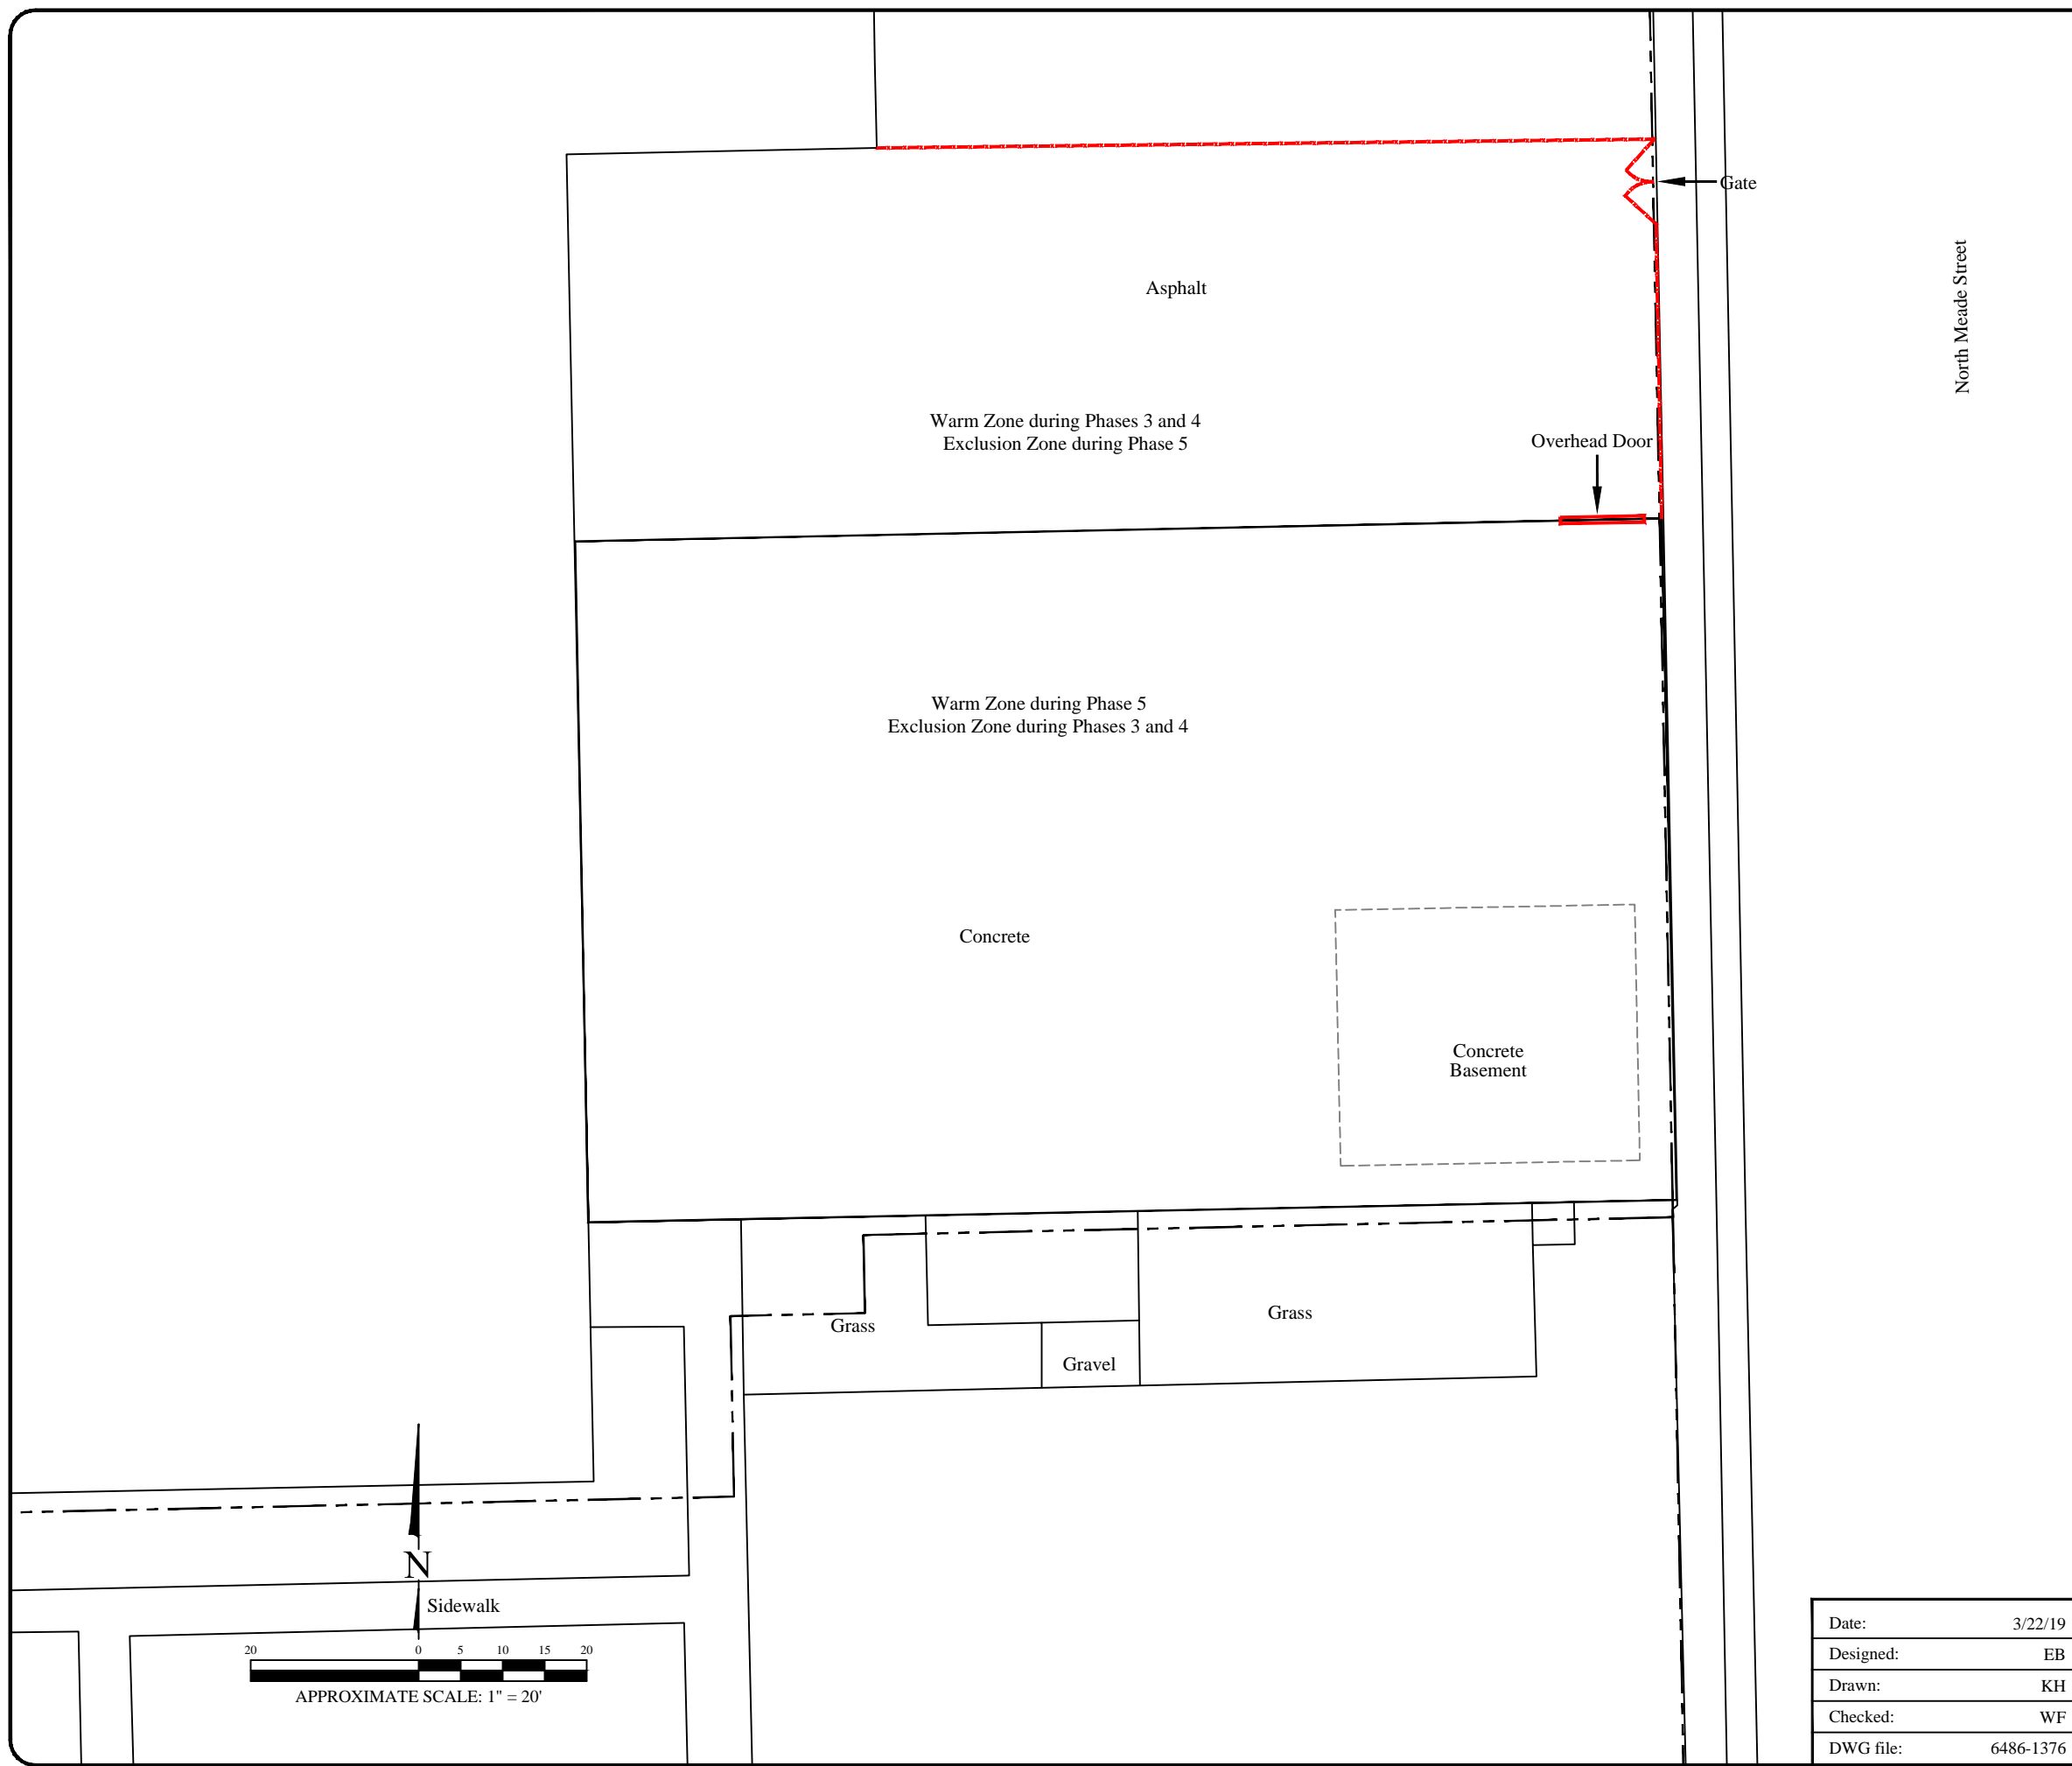 Gate
North Meade Street
Asphalt
Warm Zone during Phases 3 and 4
Exclusion Zone during Phase 5
Overhead Door
Warm Zone during Phase 5
Exclusion Zone during Phases 3 and 4
Concrete
Concrete
Basement
Grass
Grass
Gravel
N
Sidewalk
20 0 5 10 15 20
APPROXIMATE SCALE: 1" = 20'
Date: 3/22/19
Designed: EB
Drawn: KH
Checked: WF
DWG file: 6486-1376